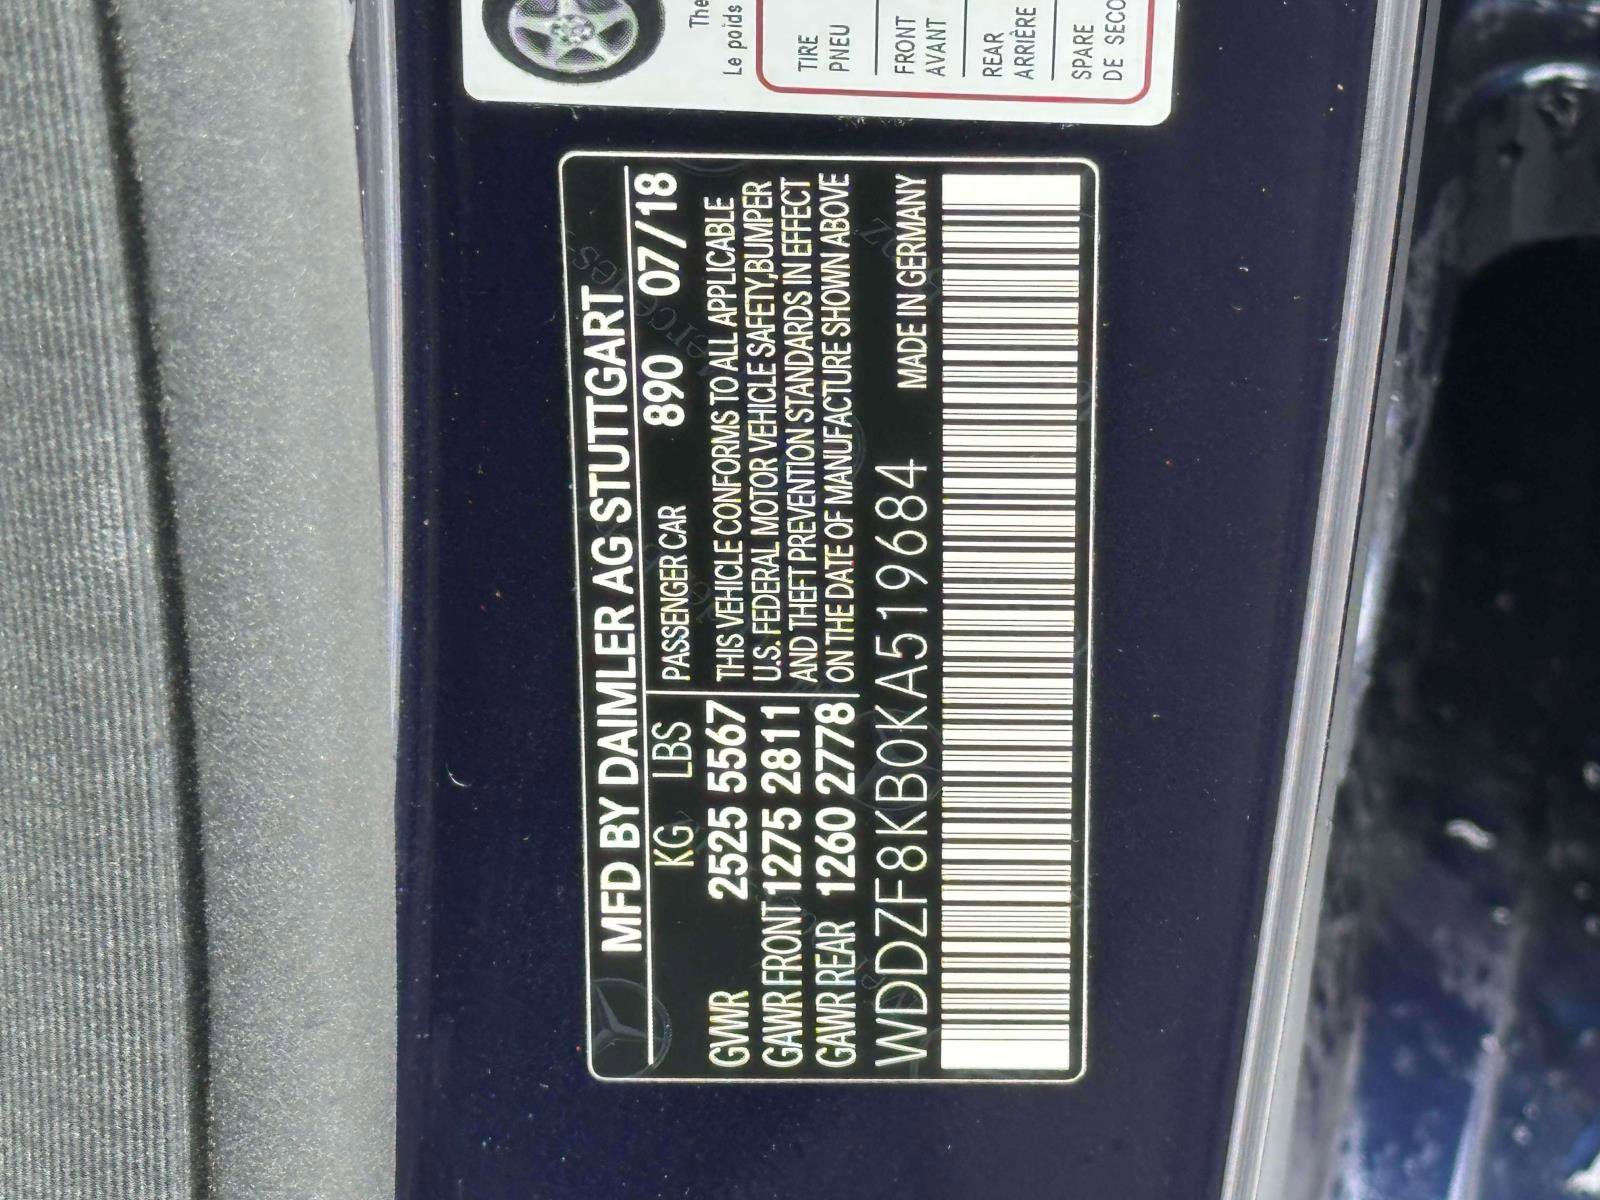 The
Le poids
TIRE
PNEU
FRONT
AVANT
REAR
ARRIÈRE
SPARE
DE SECO
MFD BY DAIMLER AG STUTTGART
KG LBS PASSENGER CAR 890 07/18
GVWR 2525 5567
GAWR FRONT 1275 2811
GAWR REAR 1260 2778
THIS VEHICLE CONFORMS TO ALL APPLICABLE
U.S. FEDERAL MOTOR VEHICLE SAFETY,BUMPER
AND THEFT PREVENTION STANDARDS IN EFFECT
ON THE DATE OF MANUFACTURE SHOWN ABOVE
WDDZF8KB0KA519684 MADE IN GERMANY